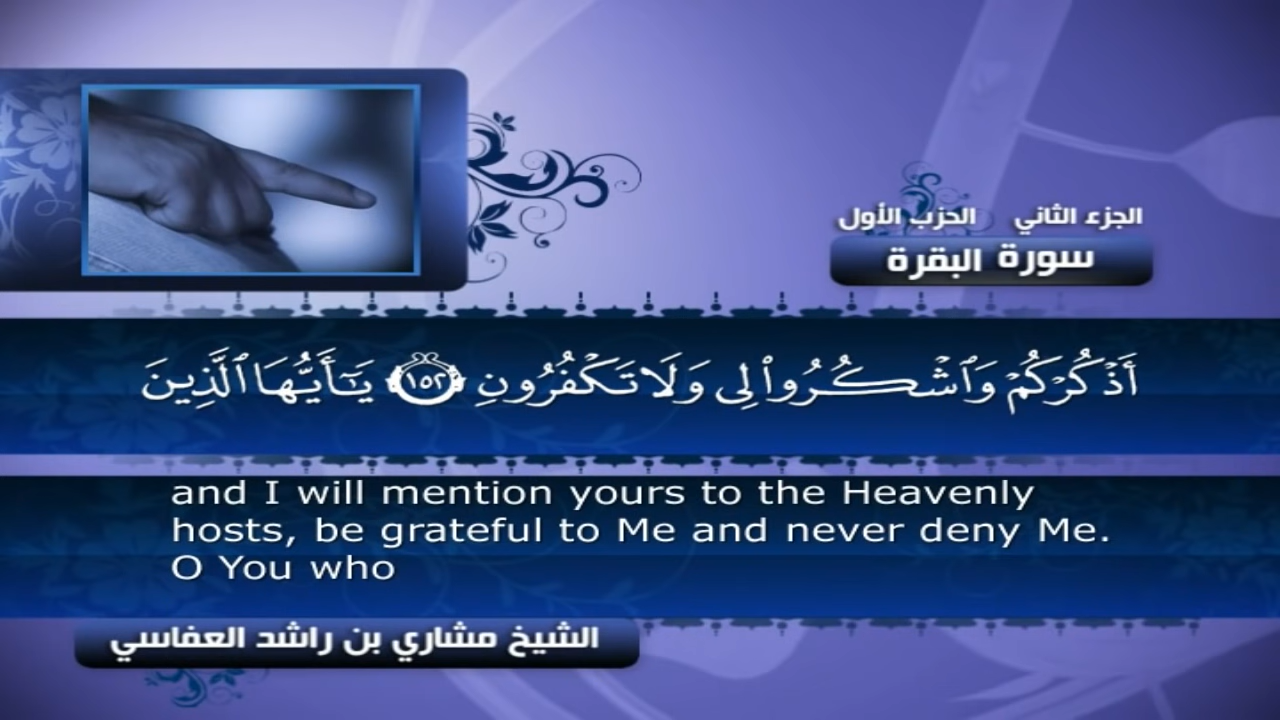 الجزء الثاني الحزب الأول
سورة البقرة
أَذْكُرْكُمْ وَٱشْكُرُوا۟ لِى وَلَا تَكْفُرُونِ ١٥٢ يَـٰٓأَيُّهَا ٱلَّذِينَ
and I will mention yours to the Heavenly
hosts, be grateful to Me and never deny Me.
O You who
الشيخ مشاري بن راشد العفاسي